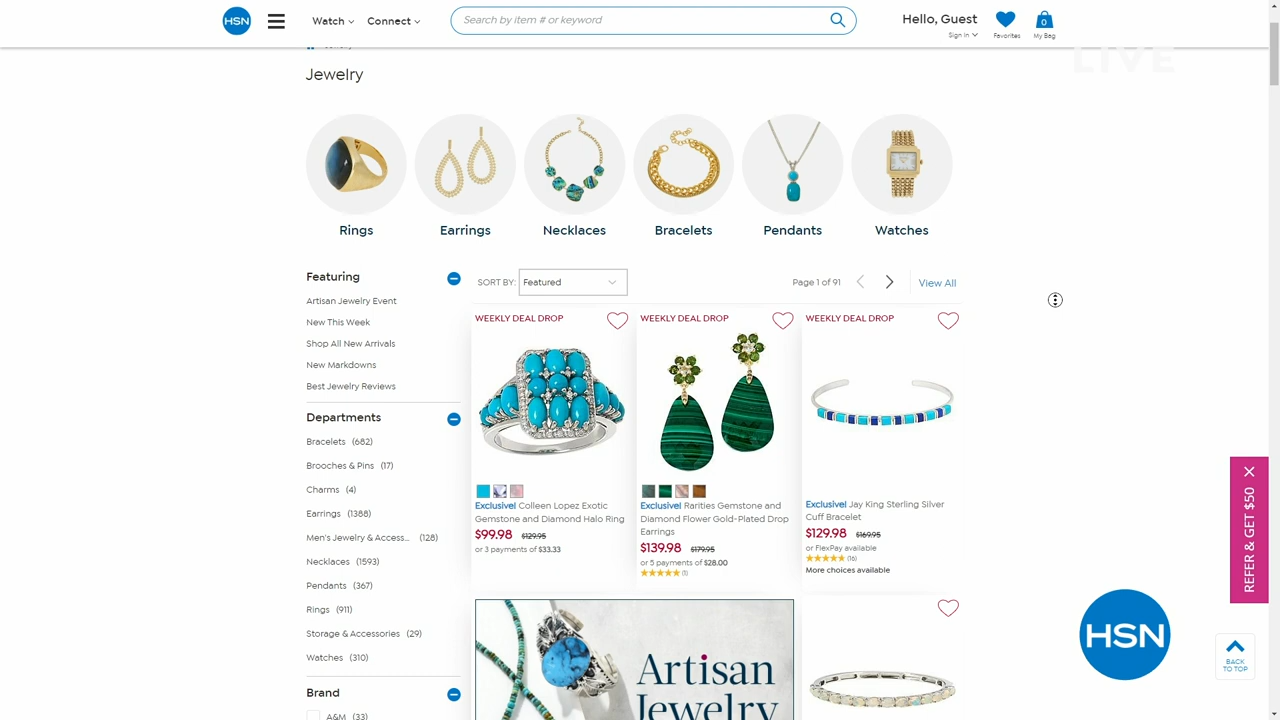 HSN
Watch
Connect
Search by item # or keyword
Hello, Guest
Sign In
Favorites
0
My Bag
LIVE
Jewelry
Rings
Earrings
Necklaces
Bracelets
Pendants
Watches
Featuring
Artisan Jewelry Event
New This Week
Shop All New Arrivals
New Markdowns
Best Jewelry Reviews
Departments
Bracelets (682)
Brooches & Pins (17)
Charms (4)
Earrings (1388)
Men's Jewelry & Access... (128)
Necklaces (1593)
Pendants (367)
Rings (911)
Storage & Accessories (29)
Watches (310)
Brand
A&M (33)
SORT BY: Featured
Page 1 of 91
View All
WEEKLY DEAL DROP
Exclusive! Colleen Lopez Exotic
Gemstone and Diamond Halo Ring
$99.98 $129.95
or 3 payments of $33.33
WEEKLY DEAL DROP
Exclusive! Rarities Gemstone and
Diamond Flower Gold-Plated Drop
Earrings
$139.98 $179.95
or 5 payments of $28.00
(1)
WEEKLY DEAL DROP
Exclusive! Jay King Sterling Silver
Cuff Bracelet
$129.98 $169.95
or FlexPay available
(16)
More choices available
Artisan
Jewelry
REFER & GET $50
HSN
BACK
TO TOP